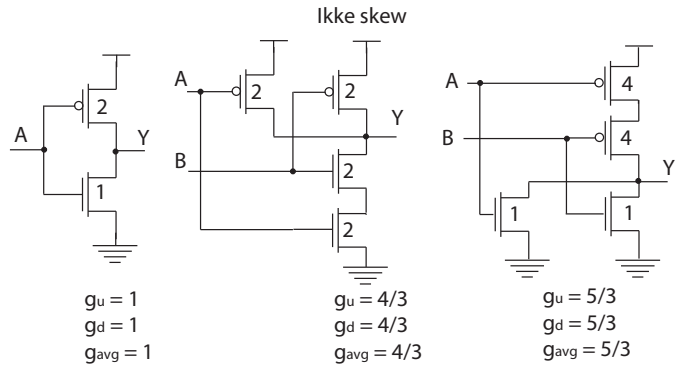 Ikke skew
A
2
1
Y
A
B
2
2
2
2
Y
A
B
4
4
1
1
Y
gu = 1
gd = 1
gavg = 1
gu = 4/3
gd = 4/3
gavg = 4/3
gu = 5/3
gd = 5/3
gavg = 5/3